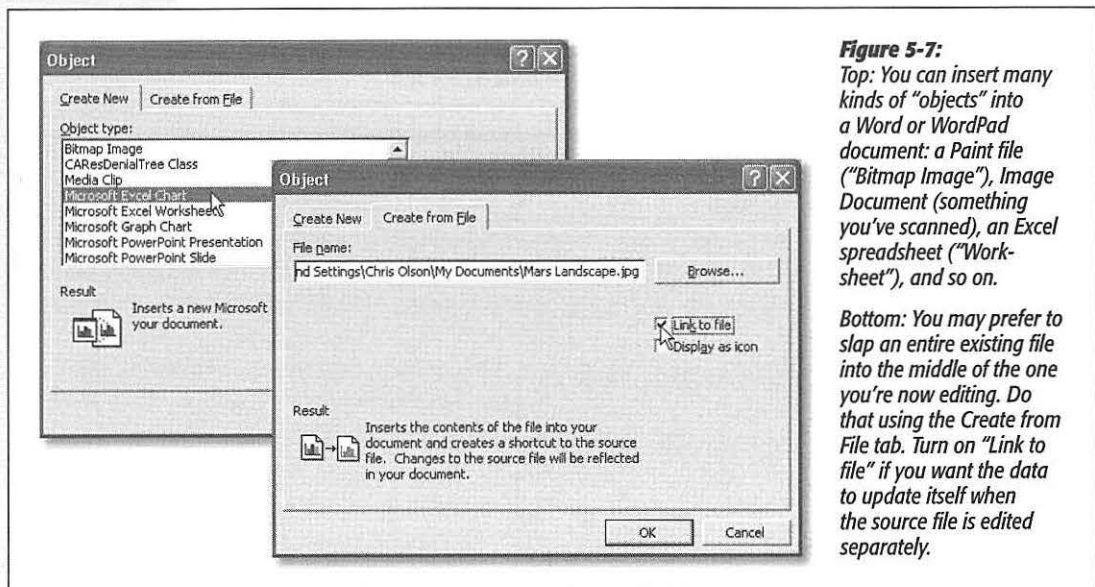 Object
Create New
Create from File
Object type:
Bitmap Image
CAResDenialTree Class
Media Clip
Microsoft Excel Chart
Microsoft Excel Worksheet
Microsoft Graph Chart
Microsoft PowerPoint Presentation
Microsoft PowerPoint Slide
Result
Inserts a new Microsoft
your document.
Object
Create New
Create from File
File name:
nd Settings\Chris Olson\My Documents\Mars Landscape.jpg
Browse...
Link to file
Display as icon
Result
Inserts the contents of the file into your
document and creates a shortcut to the source
file. Changes to the source file will be reflected
in your document.
OK
Cancel
Figure 5-7:
Top: You can insert many
kinds of “objects” into
a Word or WordPad
document: a Paint file
(“Bitmap Image”), Image
Document (something
you’ve scanned), an Excel
spreadsheet (“Work-
sheet”), and so on.
Bottom: You may prefer to
slap an entire existing file
into the middle of the one
you’re now editing. Do
that using the Create from
File tab. Turn on “Link to
file” if you want the data
to update itself when
the source file is edited
separately.